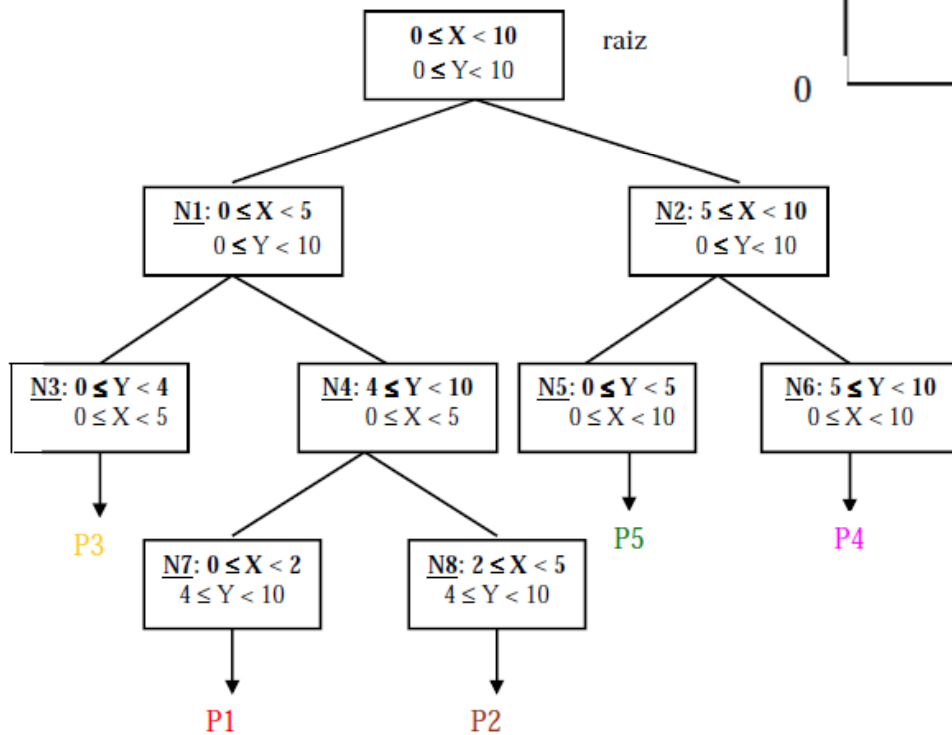 0 ≤ X < 10
0 ≤ Y< 10
raiz
0
N1: 0 ≤ X < 5
0 ≤ Y < 10
N2: 5 ≤ X < 10
0 ≤ Y< 10
N3: 0 ≤ Y < 4
0 ≤ X < 5
N4: 4 ≤ Y < 10
0 ≤ X < 5
N5: 0 ≤ Y < 5
0 ≤ X < 10
N6: 5 ≤ Y < 10
0 ≤ X < 10
P3
P5
P4
N7: 0 ≤ X < 2
4 ≤ Y < 10
N8: 2 ≤ X < 5
4 ≤ Y < 10
P1
P2